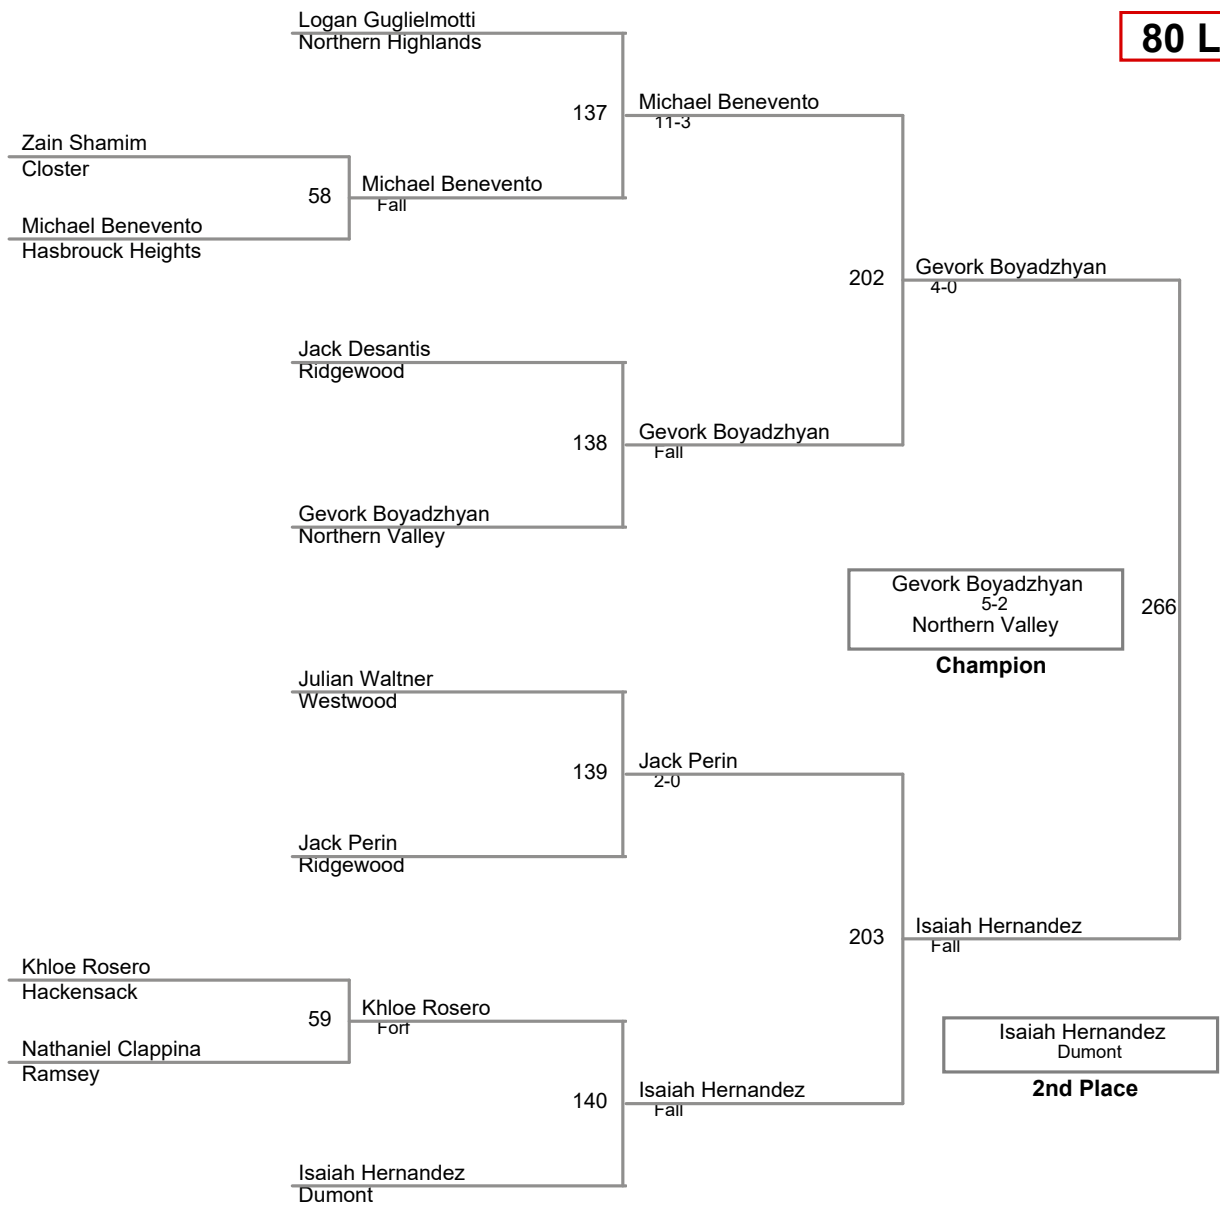 Logan Guglielmotti
Northern Highlands
80 L
137
Michael Benevento
11-3
Zain Shamim
Closter
58
Michael Benevento
Fall
Michael Benevento
Hasbrouck Heights
202
Gevork Boyadzhyan
4-0
Jack Desantis
Ridgewood
138
Gevork Boyadzhyan
Fall
Gevork Boyadzhyan
Northern Valley
Gevork Boyadzhyan
5-2
Northern Valley
266
Champion
Julian Waltner
Westwood
139
Jack Perin
2-0
Jack Perin
Ridgewood
203
Isaiah Hernandez
Fall
Khloe Rosero
Hackensack
59
Khloe Rosero
Forf
Nathaniel Clappina
Ramsey
Isaiah Hernandez
Dumont
2nd Place
140
Isaiah Hernandez
Fall
Isaiah Hernandez
Dumont